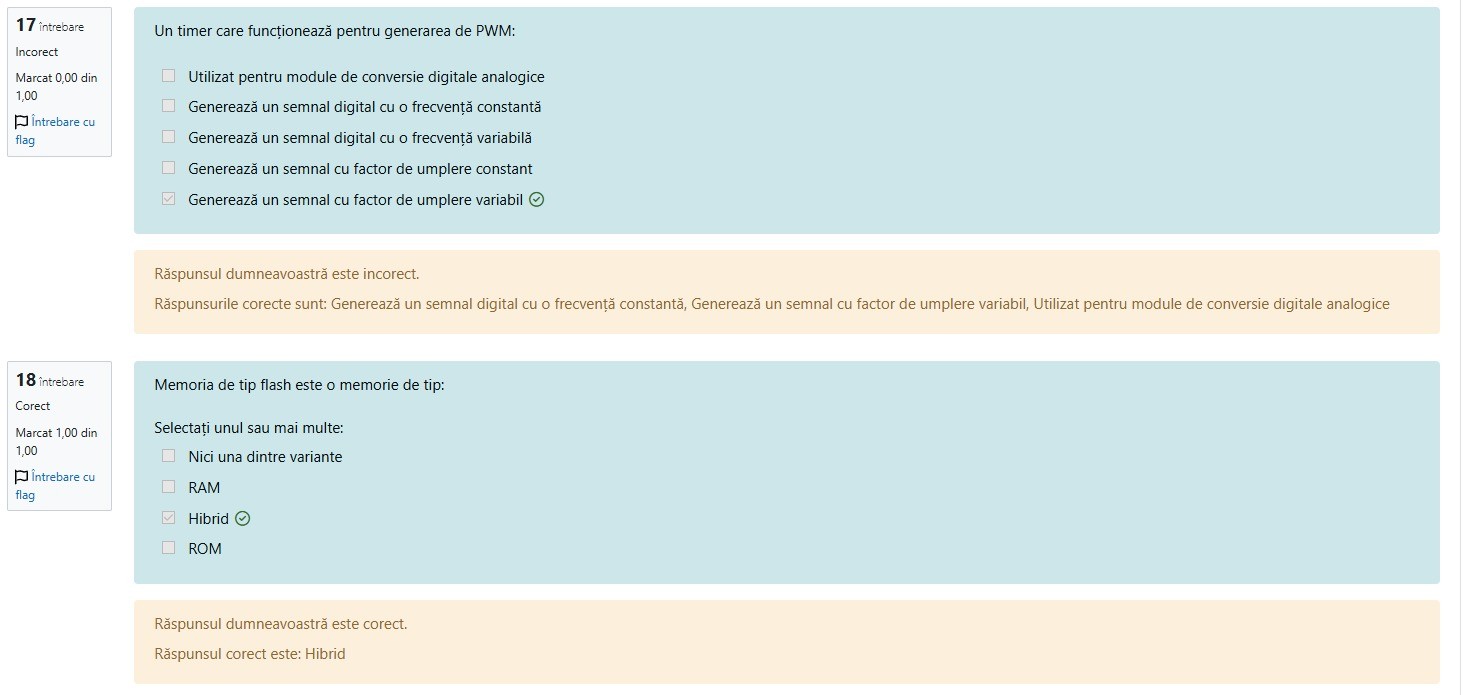 17 întrebare
Incorect
Marcat 0,00 din
1,00
Întrebare cu
flag
Un timer care funcționează pentru generarea de PWM:
Utilizat pentru module de conversie digitale analogice
Generează un semnal digital cu o frecvență constantă
Generează un semnal digital cu o frecvență variabilă
Generează un semnal cu factor de umplere constant
Generează un semnal cu factor de umplere variabil
Răspunsul dumneavoastră este incorect.
Răspunsurile corecte sunt: Generează un semnal digital cu o frecvență constantă, Generează un semnal cu factor de umplere variabil, Utilizat pentru module de conversie digitale analogice
18 întrebare
Corect
Marcat 1,00 din
1,00
Întrebare cu
flag
Memoria de tip flash este o memorie de tip:
Selectați unul sau mai multe:
Nici una dintre variante
RAM
Hibrid
ROM
Răspunsul dumneavoastră este corect.
Răspunsul corect este: Hibrid